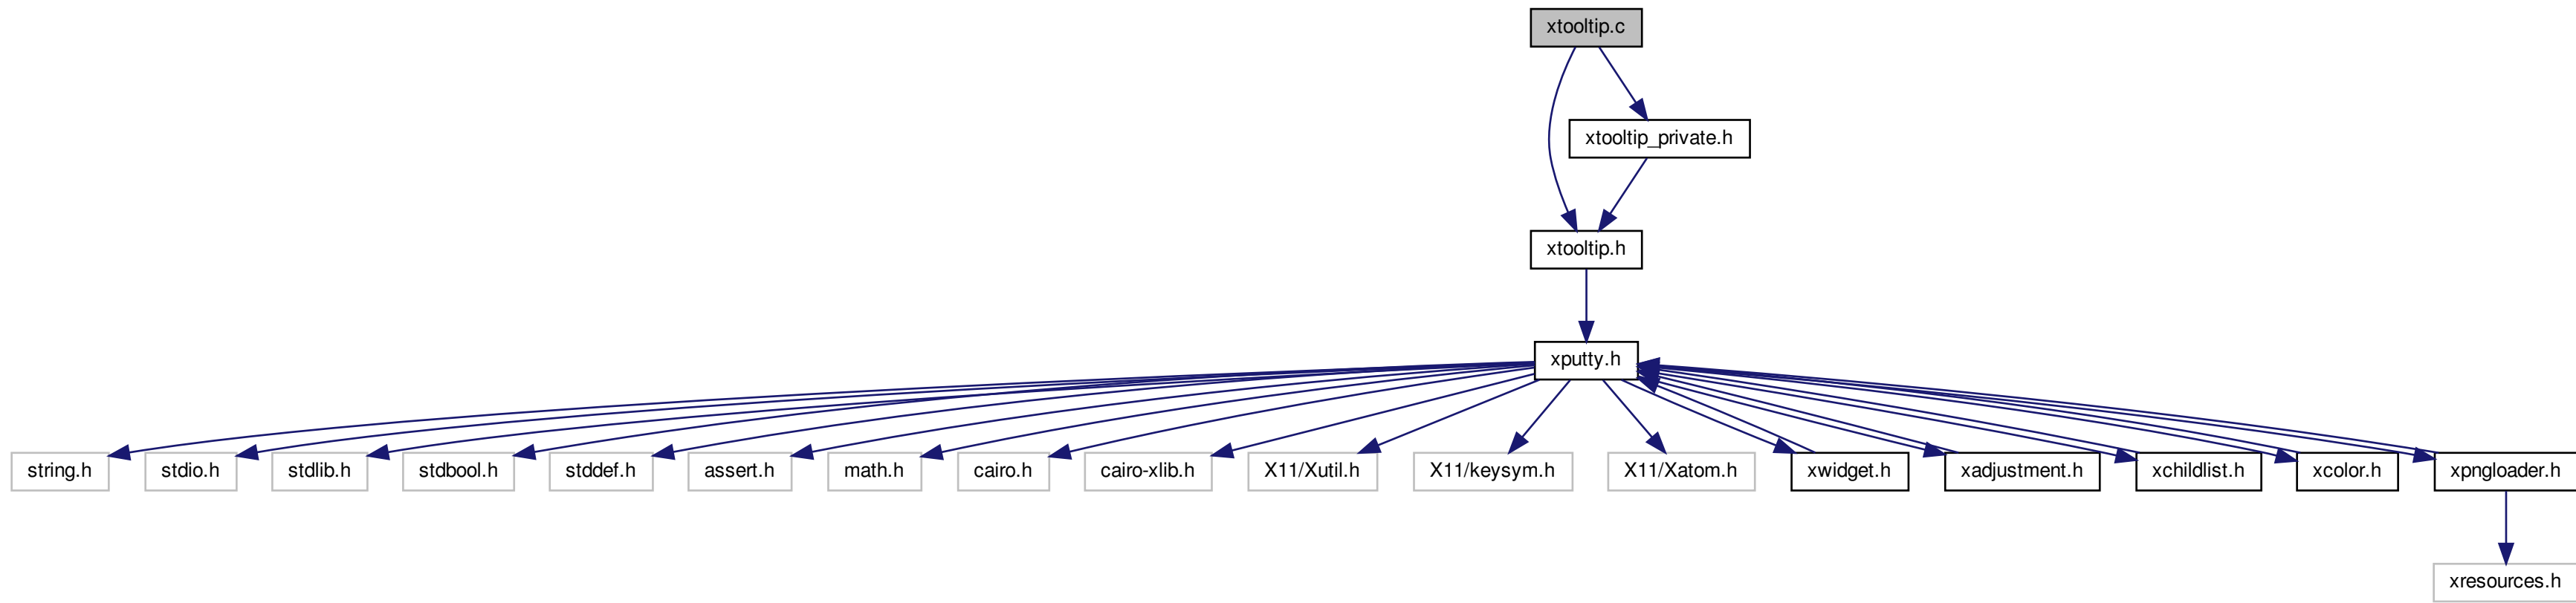 xtooltip.c
xtooltip_private.h
xtooltip.h
xputty.h
string.h
stdio.h
stdlib.h
stdbool.h
stddef.h
assert.h
math.h
cairo.h
cairo-xlib.h
X11/Xutil.h
X11/keysym.h
X11/Xatom.h
xwidget.h
xadjustment.h
xchildlist.h
xcolor.h
xpngloader.h
xresources.h